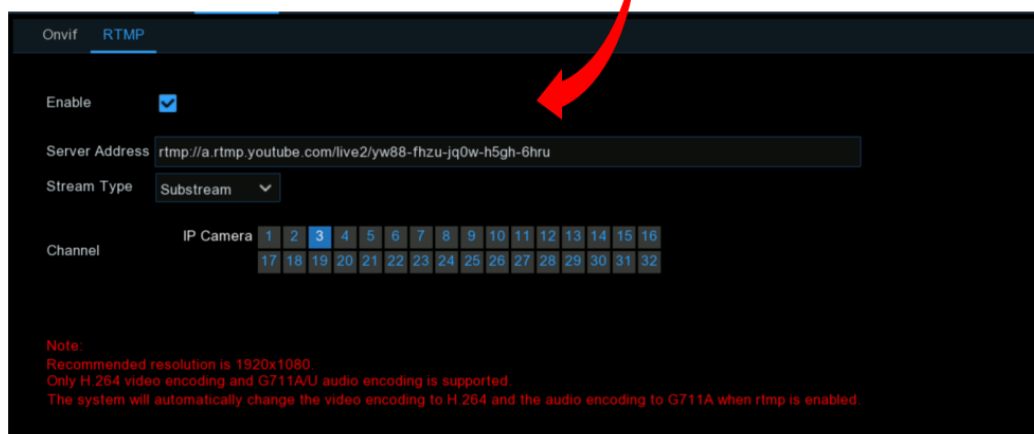 Onvif RTMP
Enable
Server Address rtmp://a.rtmp.youtube.com/live2/yw88-fhzu-jq0w-h5gh-6hru
Stream Type Substream
IP Camera 1 2 3 4 5 6 7 8 9 10 11 12 13 14 15 16
Channel
17 18 19 20 21 22 23 24 25 26 27 28 29 30 31 32
Note:
Recommended resolution is 1920x1080.
Only H.264 video encoding and G711A/U audio encoding is supported.
The system will automatically change the video encoding to H.264 and the audio encoding to G711A when rtmp is enabled.